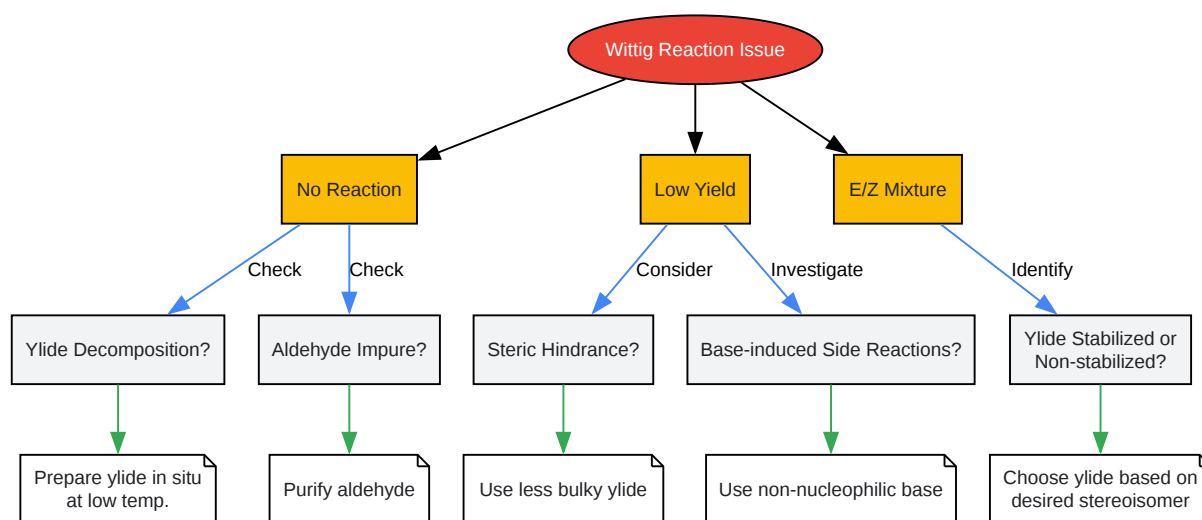 Wittig Reaction Issue
No Reaction
Low Yield
E/Z Mixture
Check
Check
Consider
Investigate
Identify
Ylide Decomposition?
Aldehyde Impure?
Steric Hindrance?
Base-induced Side Reactions?
Ylide Stabilized or
Non-stabilized?
Prepare ylide in situ
at low temp.
Purify aldehyde
Use less bulky ylide
Use non-nucleophilic base
Choose ylide based on
desired stereoisomer